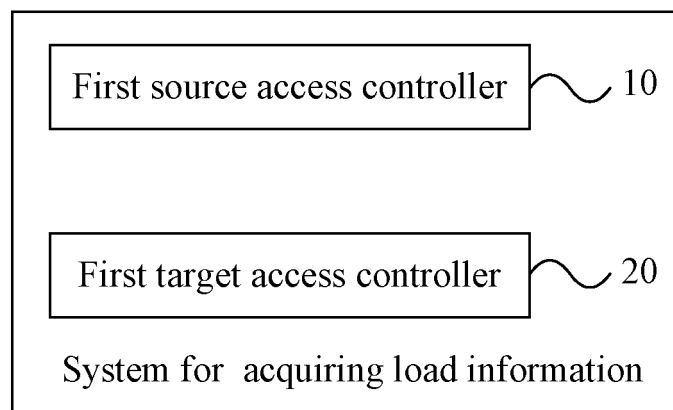 First source access controller 10
First target access controller 20
System for acquiring load information